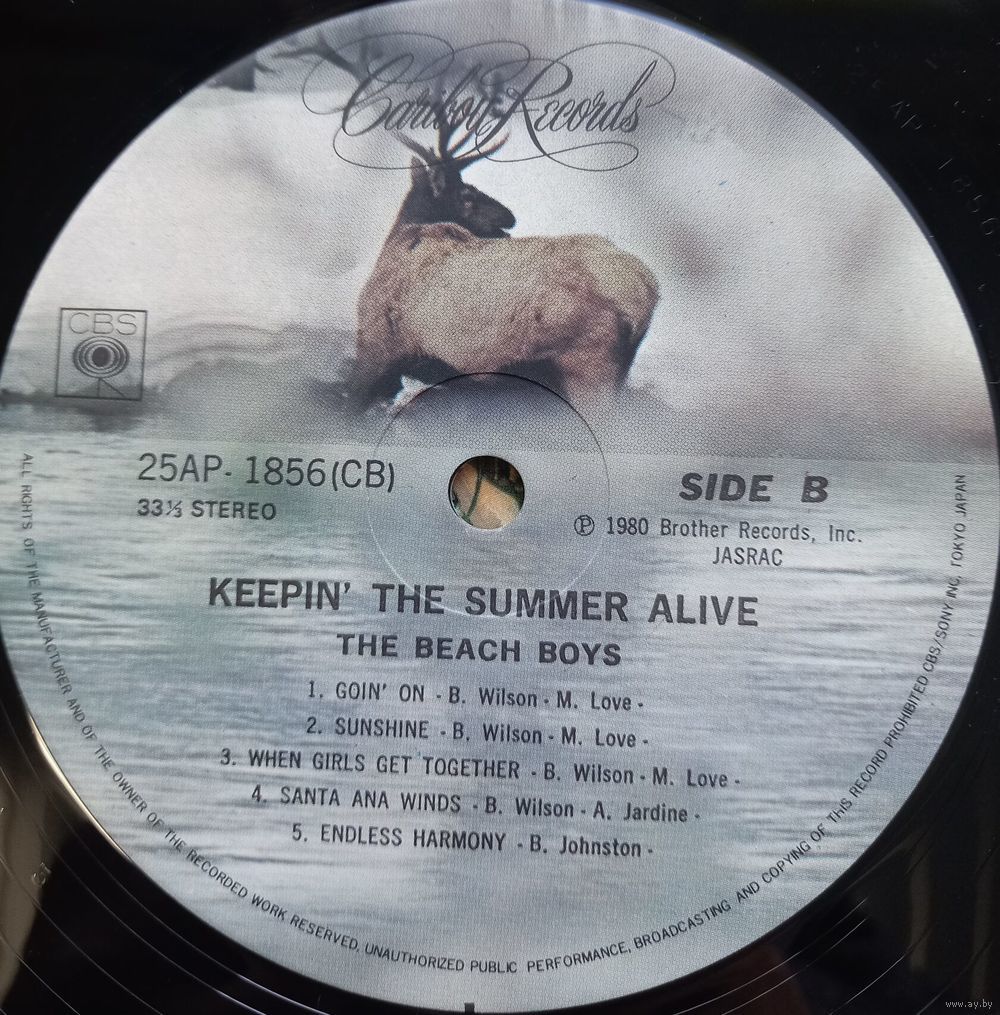 Caribou Records
CBS
25AP-1856(CB)
33⅓ STEREO
SIDE B
Ⓟ 1980 Brother Records, Inc.
JASRAC
KEEPIN' THE SUMMER ALIVE
THE BEACH BOYS
1. GOIN' ON - B. Wilson - M. Love -
2. SUNSHINE - B. Wilson - M. Love -
3. WHEN GIRLS GET TOGETHER - B. Wilson - M. Love -
4. SANTA ANA WINDS - B. Wilson - A. Jardine -
5. ENDLESS HARMONY - B. Johnston -
ALL RIGHTS OF THE MANUFACTURER AND OF THE OWNER OF THE RECORDED WORK RESERVED. UNAUTHORIZED PUBLIC PERFORMANCE, BROADCASTING AND COPYING OF THIS RECORD PROHIBITED CBS/SONY INC, TOKYO JAPAN
www.ay.by